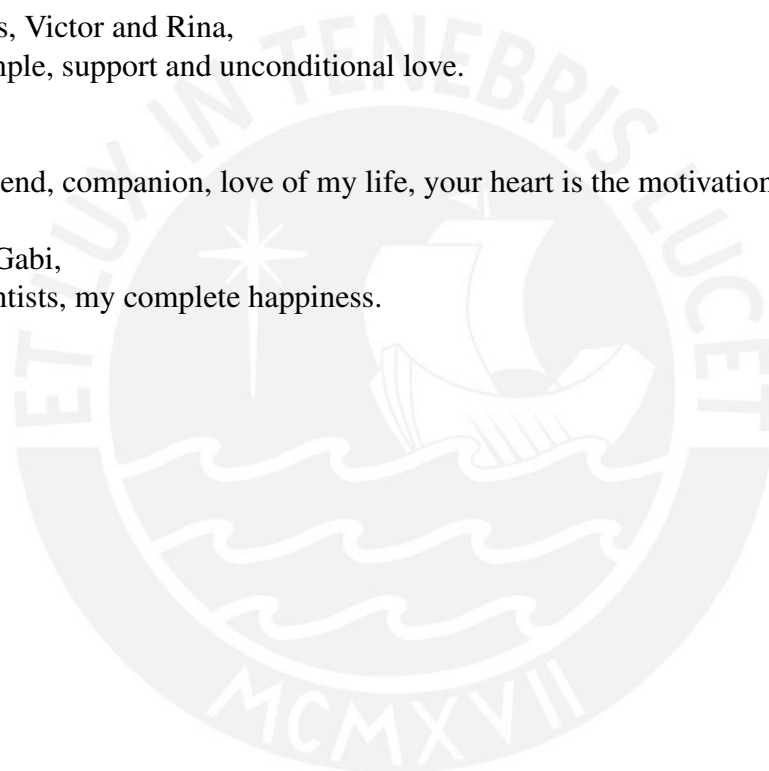 s, Victor and Rina,
nple, support and unconditional love.
end, companion, love of my life, your heart is the motivation
Gabi,
ntists, my complete happiness.
ET LUX IN TENEBRIS LUCET
MCMXVII